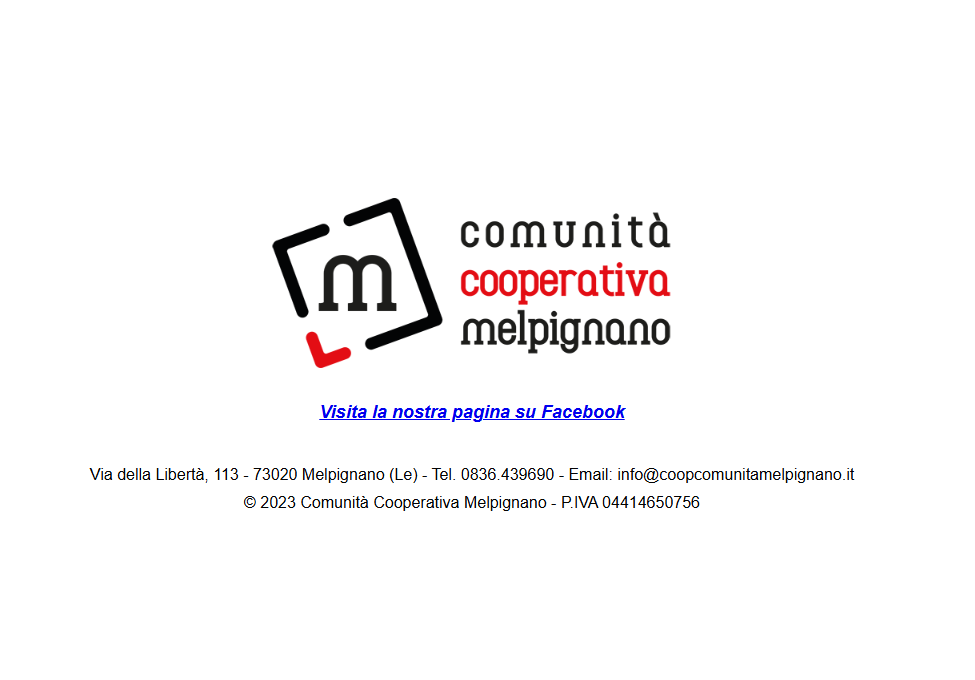 m
comunità
cooperativa
melpignano
Visita la nostra pagina su Facebook
Via della Libertà, 113 - 73020 Melpignano (Le) - Tel. 0836.439690 - Email: info@coopcomunitamelpignano.it
© 2023 Comunità Cooperativa Melpignano - P.IVA 04414650756